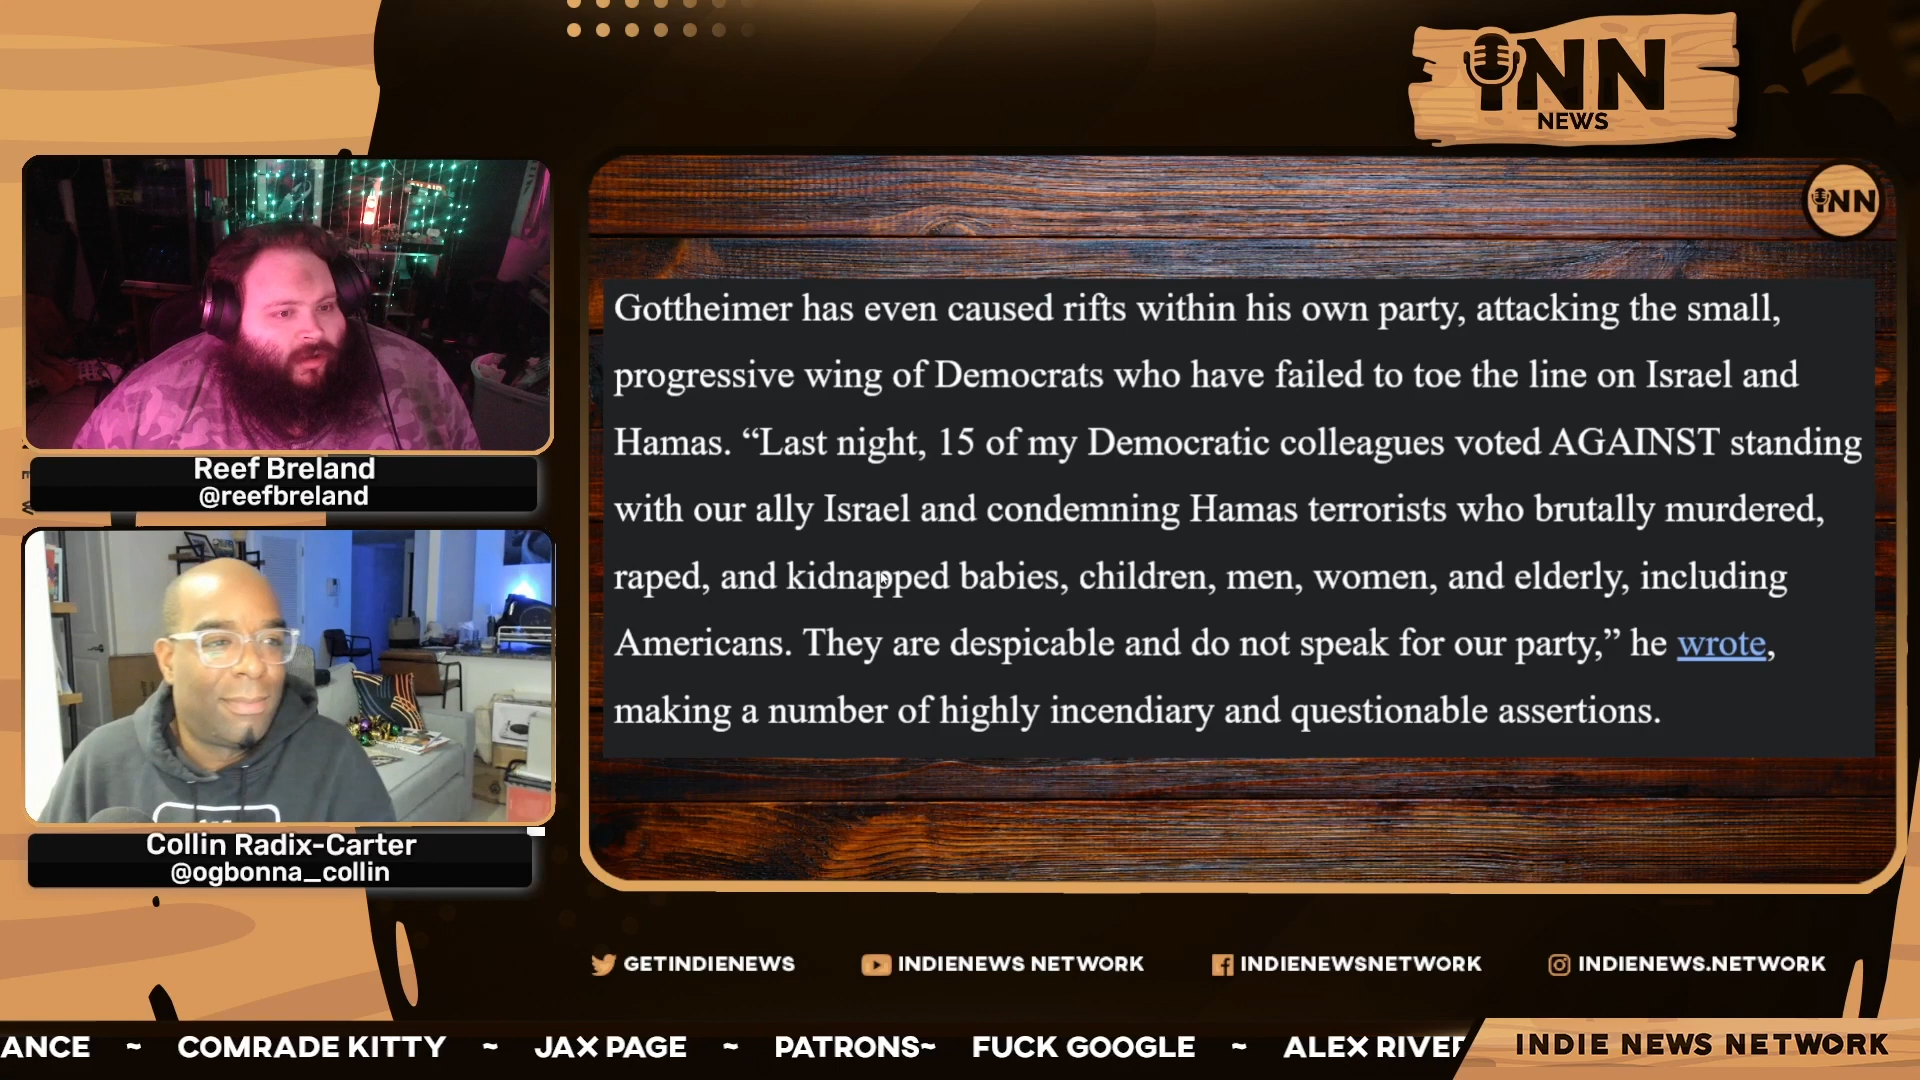 iNN
NEWS
iNN
Gottheimer has even caused rifts within his own party, attacking the small,
progressive wing of Democrats who have failed to toe the line on Israel and
Hamas. “Last night, 15 of my Democratic colleagues voted AGAINST standing
with our ally Israel and condemning Hamas terrorists who brutally murdered,
raped, and kidnapped babies, children, men, women, and elderly, including
Americans. They are despicable and do not speak for our party,” he wrote,
making a number of highly incendiary and questionable assertions.
Reef Breland
@reefbreland
Collin Radix-Carter
@ogbonna_collin
GETINDIENEWS
INDIENEWS NETWORK
INDIENEWSNETWORK
INDIENEWS.NETWORK
ANCE ~ COMRADE KITTY ~ JAX PAGE ~ PATRONS~ FUCK GOOGLE ~ ALEX RIVER
INDIE NEWS NETWORK